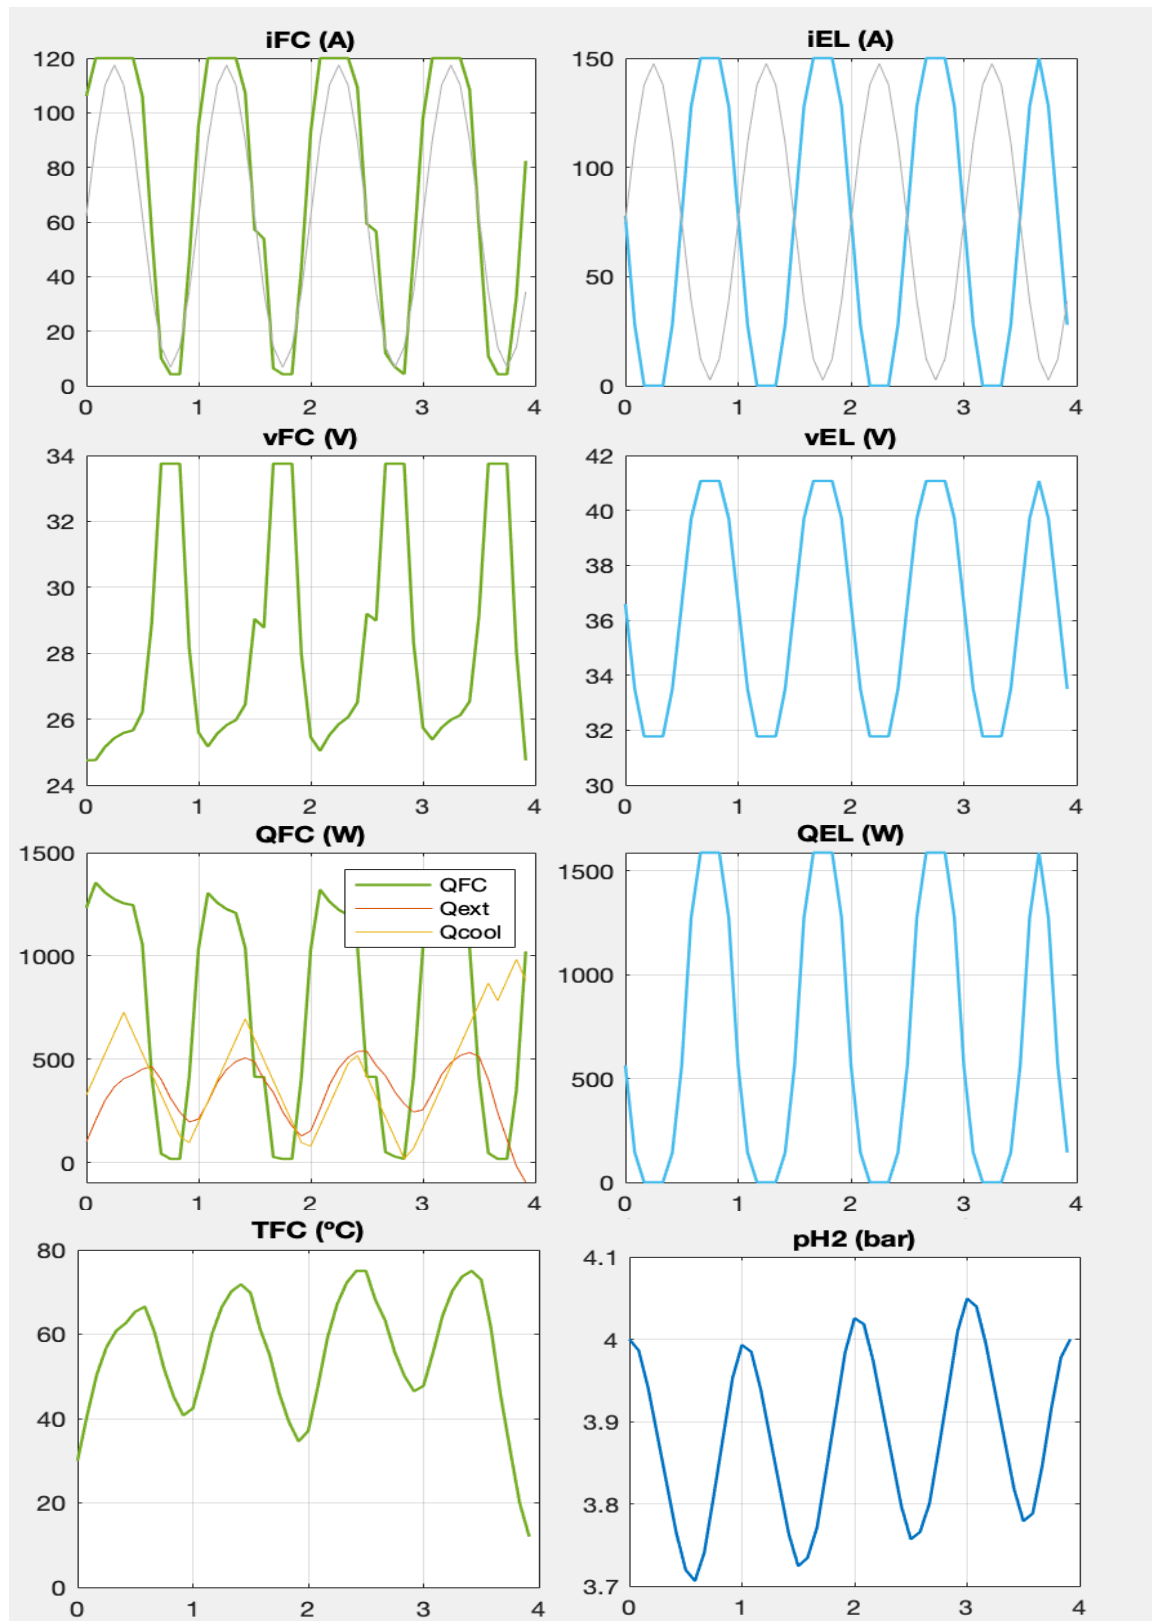 iFC (A)
120
100
80
60
40
20
0
0 1 2 3 4
iEL (A)
150
100
50
0
0 1 2 3 4
vFC (V)
34
32
30
28
26
24
0 1 2 3 4
vEL (V)
42
40
38
36
34
32
30
0 1 2 3 4
QFC (W)
1500
1000
500
0
QFC
Qext
Qcool
0 1 2 3 4
QEL (W)
1500
1000
500
0
0 1 2 3 4
TFC (ºC)
80
60
40
20
0
0 1 2 3 4
pH2 (bar)
4.1
4
3.9
3.8
3.7
0 1 2 3 4